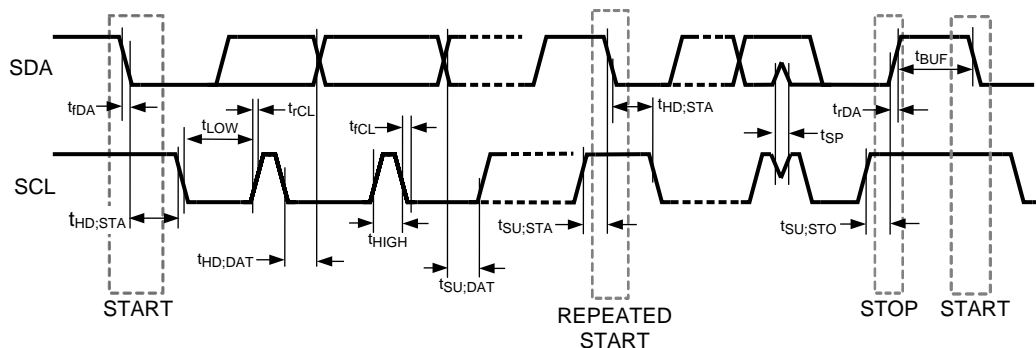 SDA
tfDA
tLOW
trCL
tfCL
tHD;STA
tSP
tBUF
trDA
SCL
tHD;STA
tHD;DAT
tHIGH
tSU;DAT
tSU;STA
tSU;STO
START
REPEATED
START
STOP
START